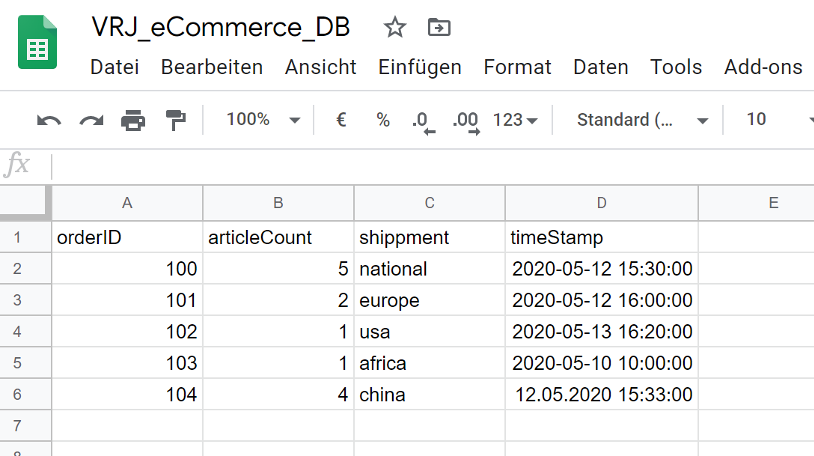 VRJ_eCommerce_DB
Datei Bearbeiten Ansicht Einfügen Format Daten Tools Add-ons
100% € % .0 .00 123 Standard (... 10
fx
A B C D E
1 orderID articleCount shippment timeStamp
2 100 5 national 2020-05-12 15:30:00
3 101 2 europe 2020-05-12 16:00:00
4 102 1 usa 2020-05-13 16:20:00
5 103 1 africa 2020-05-10 10:00:00
6 104 4 china 12.05.2020 15:33:00
7